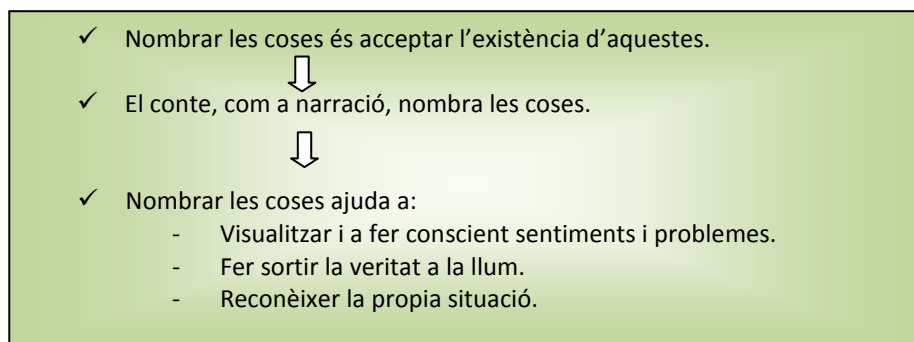 ✓ Nombrar les coses és acceptar l’existència d’aquestes.
✓ El conte, com a narració, nombra les coses.
✓ Nombrar les coses ajuda a:
- Visualitzar i a fer conscient sentiments i problemes.
- Fer sortir la veritat a la llum.
- Reconèixer la propia situació.